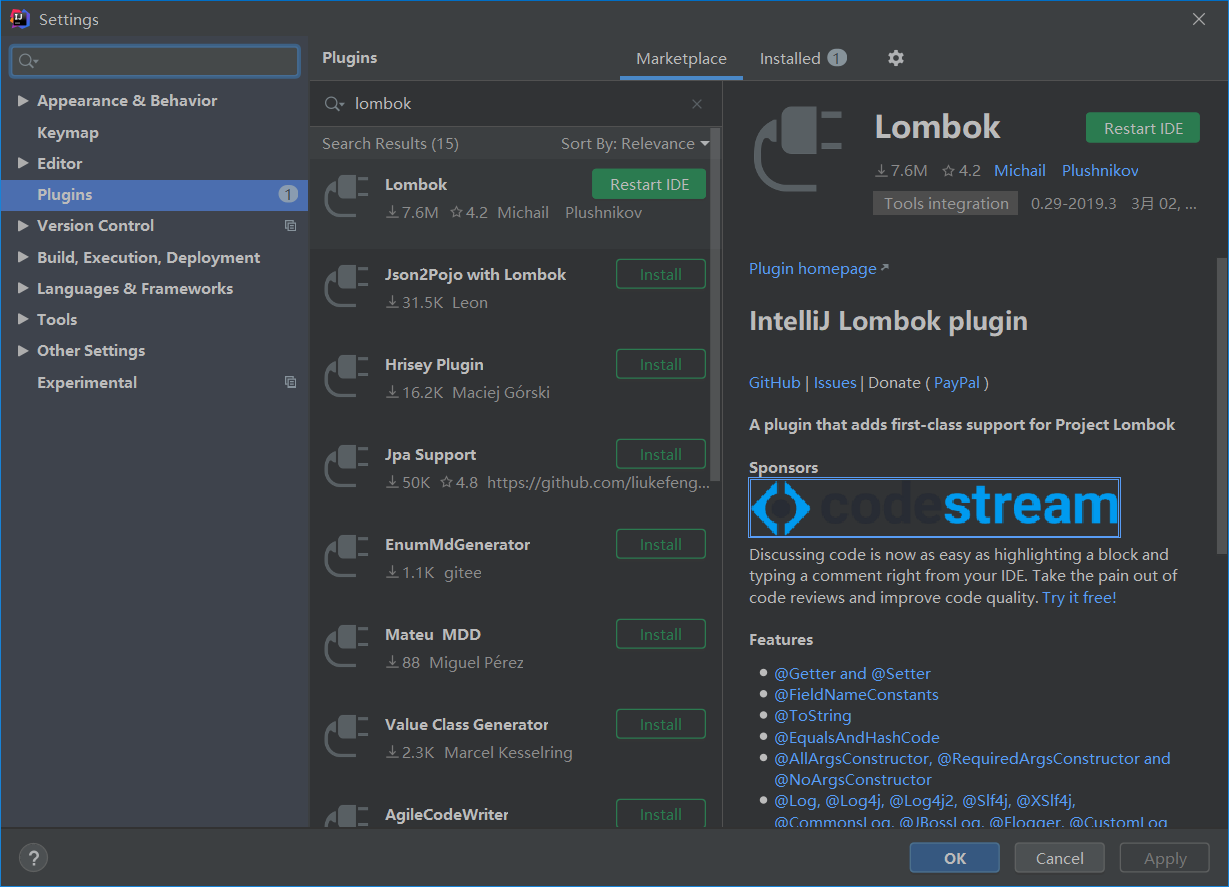 Settings
Plugins
Marketplace
Installed 1
Appearance & Behavior
Keymap
Editor
Plugins 1
Version Control
Build, Execution, Deployment
Languages & Frameworks
Tools
Other Settings
Experimental
lombok
Search Results (15) Sort By: Relevance
Lombok Restart IDE
7.6M 4.2 Michail Plushnikov
Json2Pojo with Lombok Install
31.5K Leon
Hrisey Plugin Install
16.2K Maciej Górski
Jpa Support Install
50K 4.8 https://github.com/liukefeng...
EnumMdGenerator Install
1.1K gitee
Mateu MDD Install
88 Miguel Pérez
Value Class Generator Install
2.3K Marcel Kesselring
AgileCodeWriter Install
Lombok Restart IDE
7.6M 4.2 Michail Plushnikov
Tools integration 0.29-2019.3 3月 02, ...
Plugin homepage
IntelliJ Lombok plugin
GitHub | Issues | Donate ( PayPal )
A plugin that adds first-class support for Project Lombok
Sponsors
codestream
Discussing code is now as easy as highlighting a block and
typing a comment right from your IDE. Take the pain out of
code reviews and improve code quality. Try it free!
Features
@Getter and @Setter
@FieldNameConstants
@ToString
@EqualsAndHashCode
@AllArgsConstructor, @RequiredArgsConstructor and
@NoArgsConstructor
@Log, @Log4j, @Log4j2, @Slf4j, @XSlf4j,
@CommonsLog, @JBossLog, @Flogger, @CustomLog
?
OK
Cancel
Apply